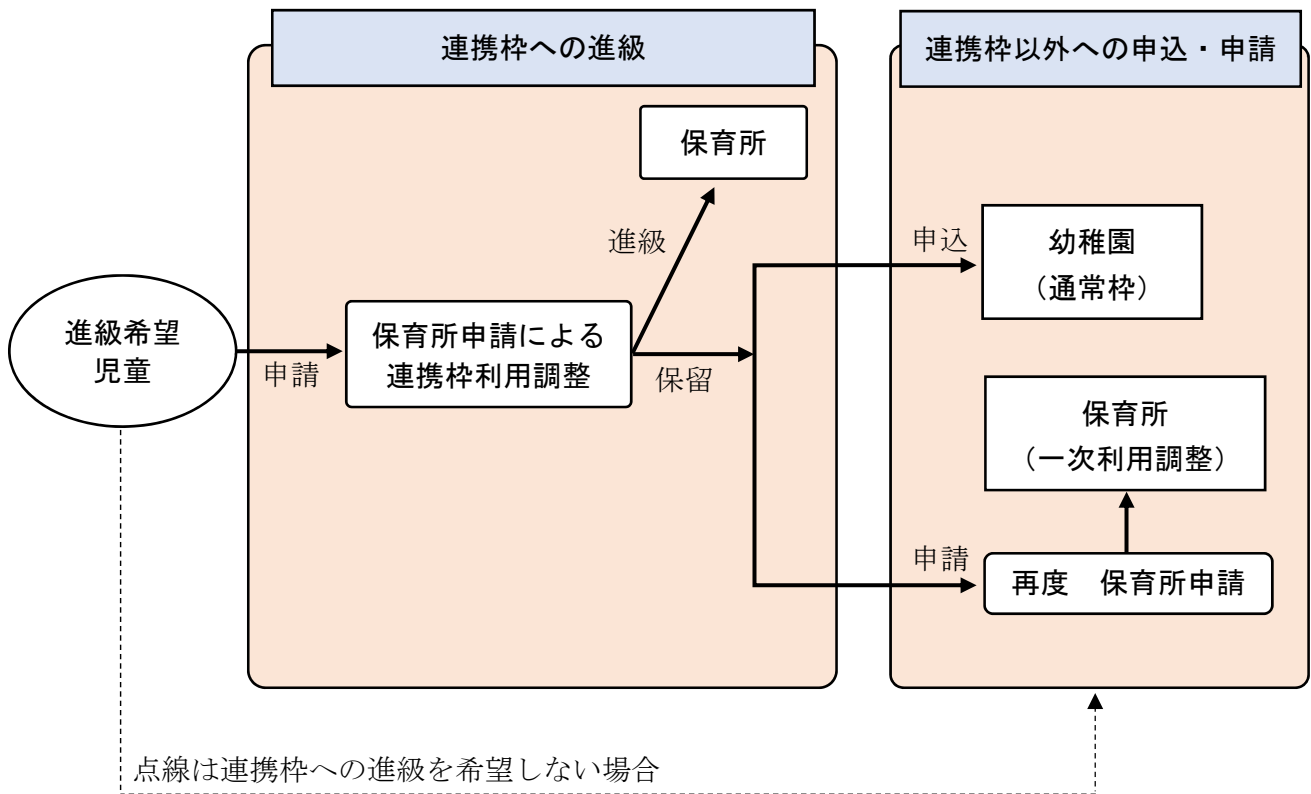 連携枠への進級
連携枠以外への申込・申請
保育所
進級
申込
幼稚園
（通常枠）
進級希望
児童
申請
保育所申請による
連携枠利用調整
保留
保育所
（一次利用調整）
申請
再度　保育所申請
点線は連携枠への進級を希望しない場合